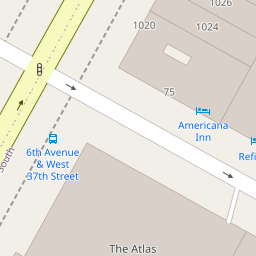 1026
1020
1024
75
Americana
Inn
Refi
6th Avenue
& West
37th Street
South
The Atlas